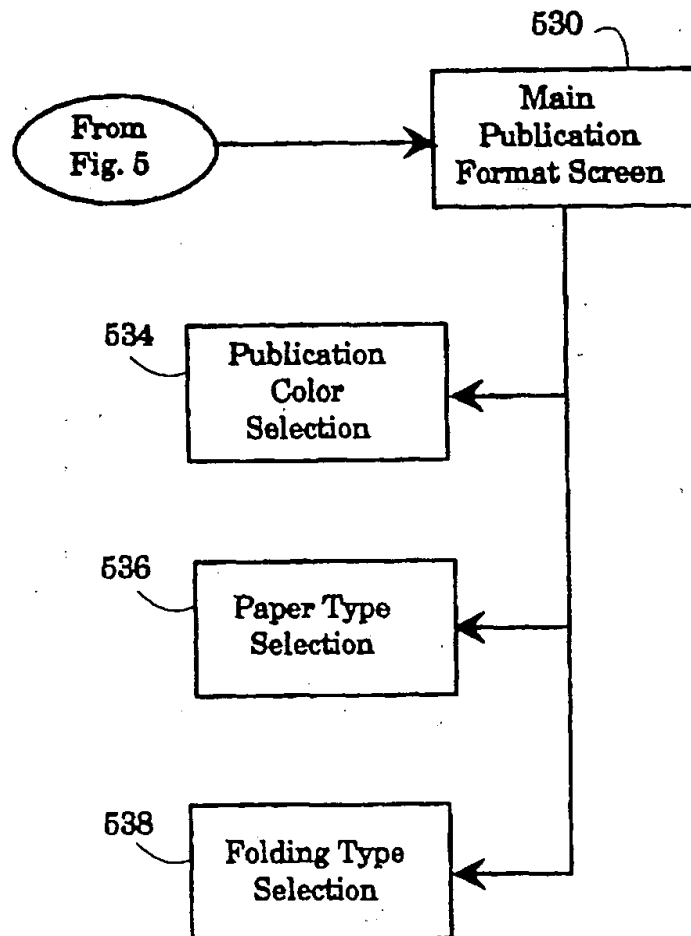 530
Main
Publication
Format Screen
From
Fig. 5
534
Publication
Color
Selection
536
Paper Type
Selection
538
Folding Type
Selection